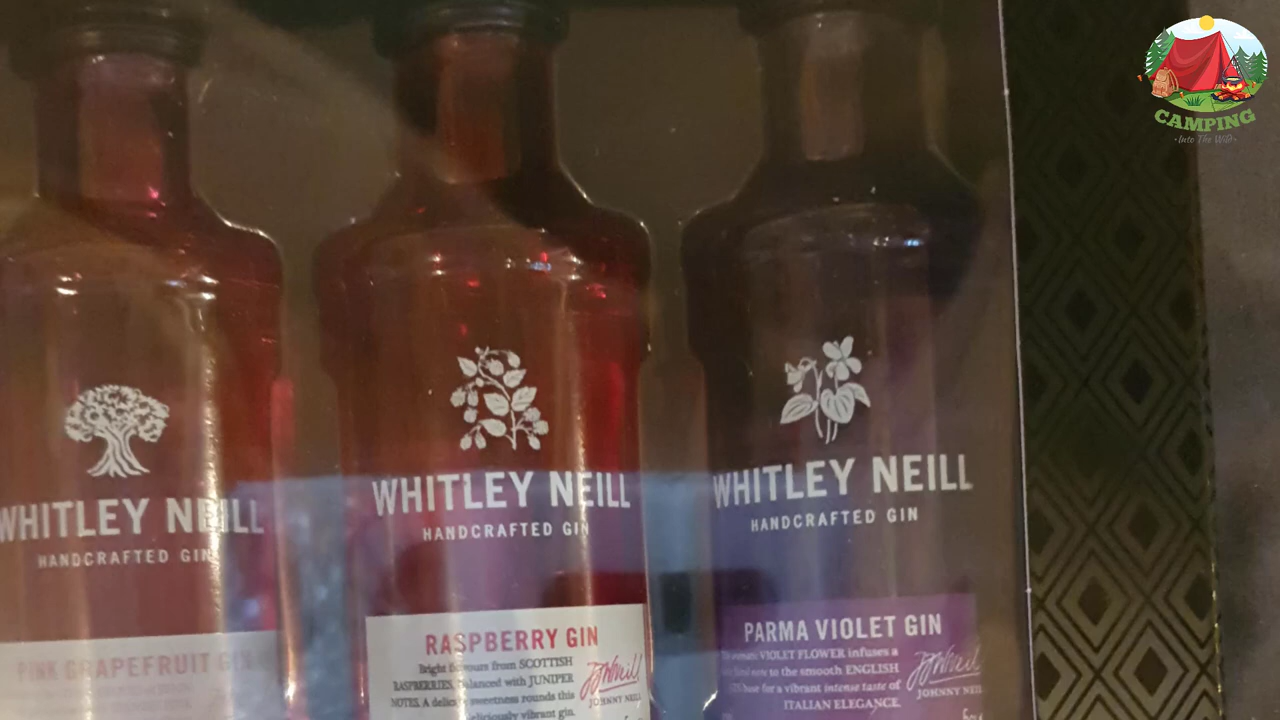 CAMPING
Into The Wild
WHITLEY NEILL
HANDCRAFTED GIN
PINK GRAPEFRUIT GIN
WHITLEY NEILL
HANDCRAFTED GIN
RASPBERRY GIN
Bright flavours from SCOTTISH
RASPBERRIES, balanced with JUNIPER
NOTES. A delicate sweetness rounds this
deliciously vibrant gin.
JOHNNY NEILL
WHITLEY NEILL
HANDCRAFTED GIN
PARMA VIOLET GIN
VIOLET FLOWER infuses a
note to the smooth ENGLISH
base for a vibrant intense taste of
ITALIAN ELEGANCE.
JOHNNY NEILL